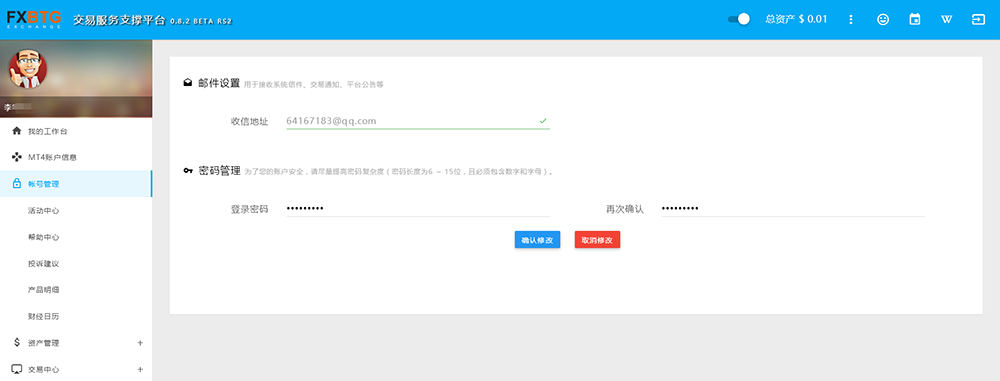 FXBTG
EXCHANGE
交易服务支撑平台 0.8.2 BETA RS2
总资产 $ 0.01
W
李
我的工作台
MT4账户信息
帐号管理
活动中心
帮助中心
投诉建议
产品明细
财经日历
资产管理 +
交易中心 +
邮件设置 用于接收系统信件、交易通知、平台公告等
收信地址 64167183@qq.com
密码管理 为了您的账户安全，请尽量提高密码复杂度（密码长度为6 ~ 15位，且必须包含数字和字母）。
登录密码 •••••••••
再次确认 •••••••••
确认修改 取消修改